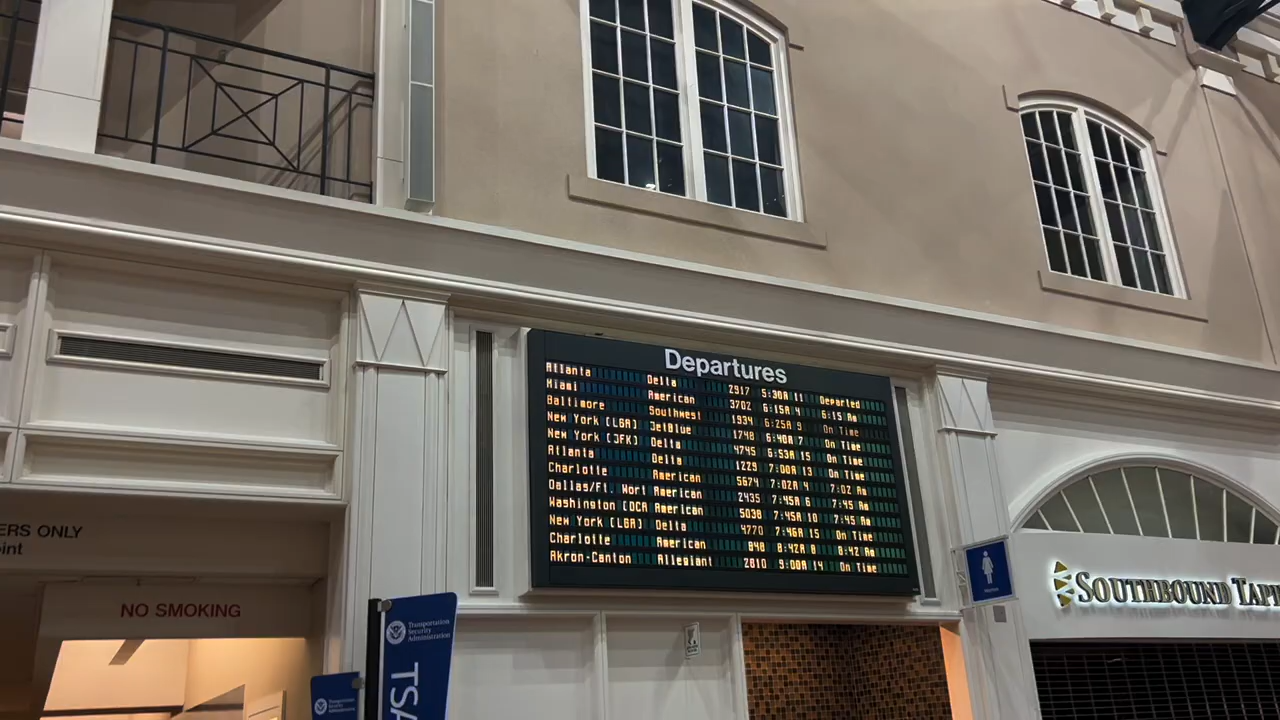 Departures
Atlanta Delta 2917 5:30A 11 Departed
Miami American 3702 6:15A 4 6:15 Am
Baltimore Southwest 1934 6:25A 9 On Time
New York (LGA) JetBlue 1748 6:40A 7 On Time
New York (JFK) Delta 4745 6:53A 15 On Time
Atlanta Delta 1229 7:00A 13 On Time
Charlotte American 5674 7:02A 4 7:02 Am
Dallas/Ft. Worl American 2435 7:45A 6 7:45 Am
Washington (DCA American 5038 7:45A 10 7:45 Am
New York (LGA) Delta 4770 7:46A 15 On Time
Charlotte American 848 8:42A 8 8:42 Am
Akron-Canton Allegiant 2810 9:00A 14 On Time
ERS ONLY
oint
NO SMOKING
Transportation
Security
Administration
TSA
SOUTHBOUND TAP